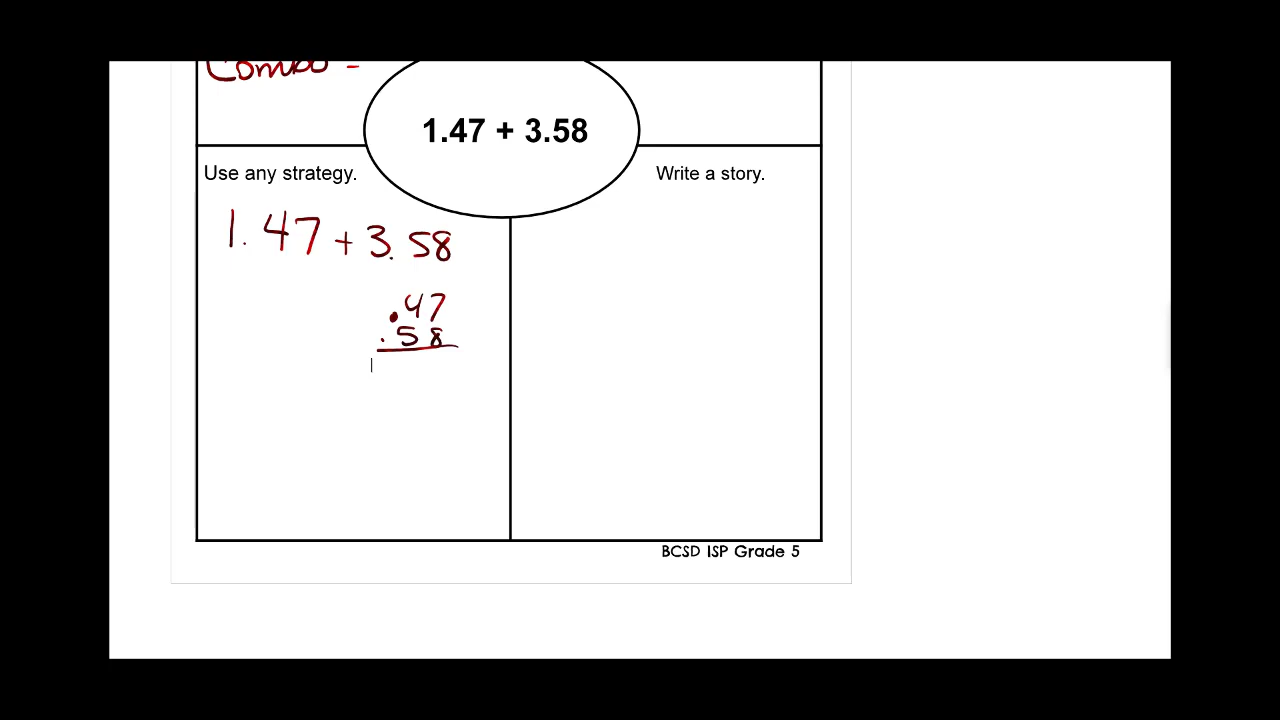 Combo =
1.47 + 3.58
Use any strategy.
Write a story.
1.47 + 3.58
.47
.58
BCSD ISP Grade 5